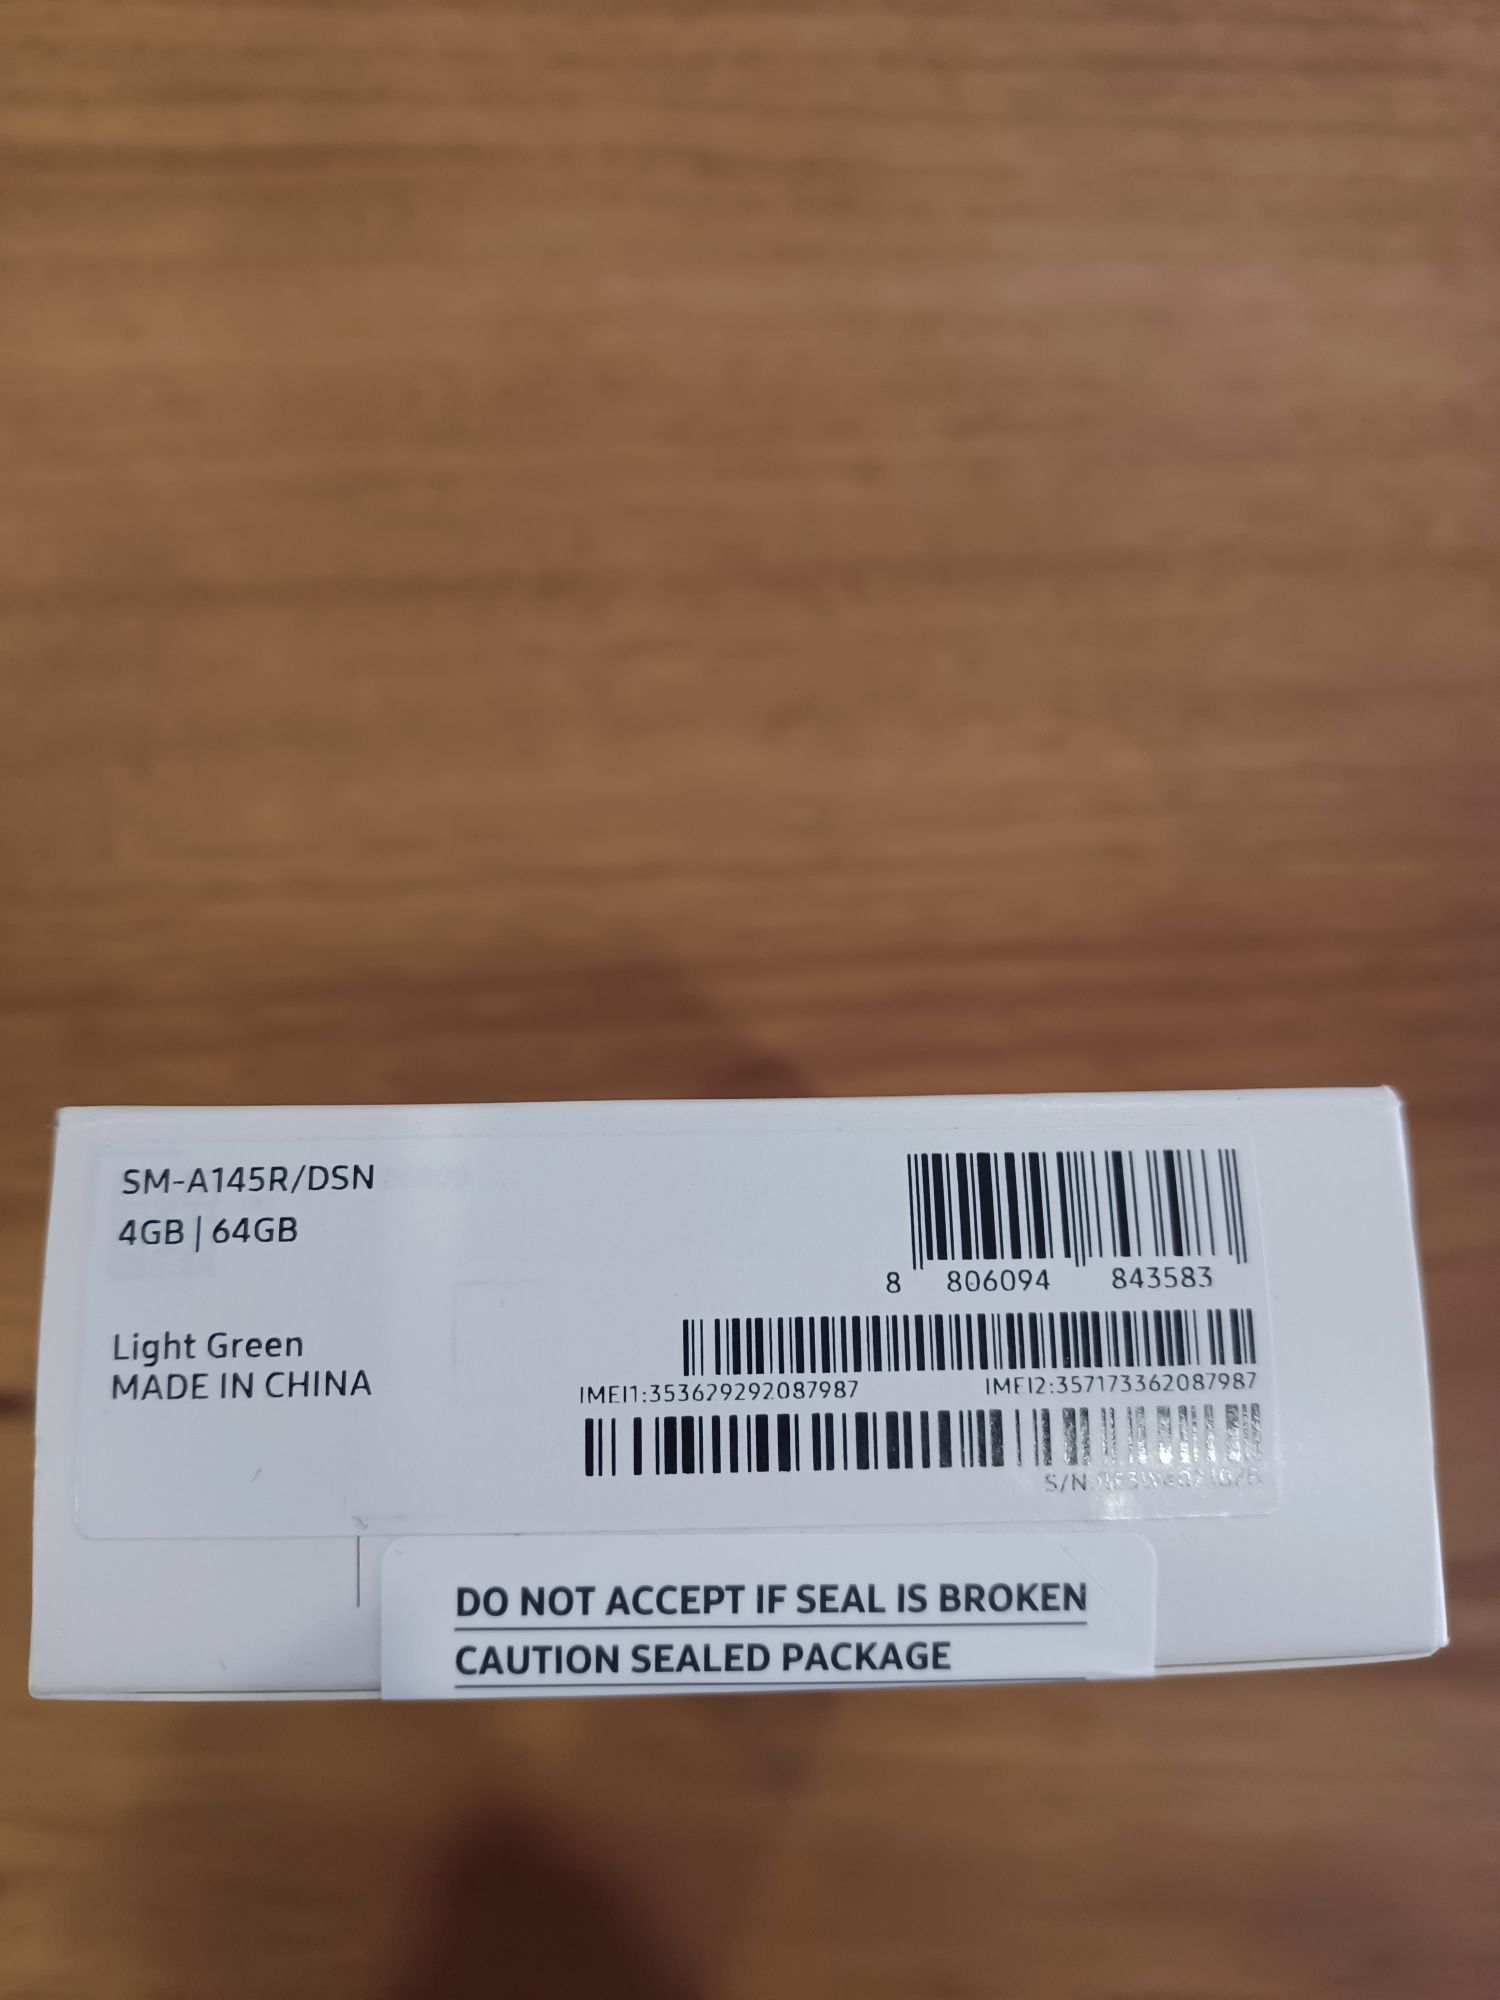 SM-A145R/DSN
4GB | 64GB
Light Green
MADE IN CHINA
8 806094 843583
IMEI1:353629292087987 IMEI2:357173362087987
S/N
DO NOT ACCEPT IF SEAL IS BROKEN
CAUTION SEALED PACKAGE